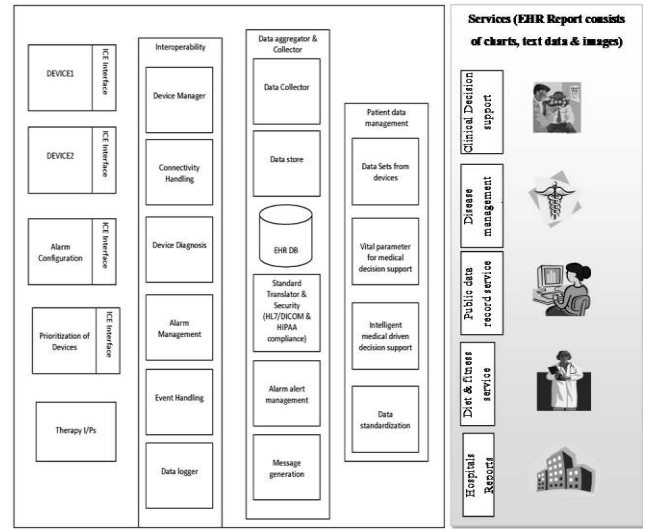 DEVICE1
ICE Interface
DEVICE2
ICE Interface
Alarm
Configuration
ICE Interface
Prioritization of
Devices
ICE Interface
Therapy I/Ps
Interoperability
Device Manager
Connectivity
Handling
Device Diagnosis
Alarm
Management
Event Handling
Data logger
Data aggregator &
Collector
Data Collector
Data store
EHR DB
Standard
Translator &
Security
(HL7/DICOM &
HIPAA
compliance)
Alarm alert
management
Message
generation
Patient data
management
Data Sets from
devices
Vital parameter
for medical
decision support
Intelligent
medical driven
decision support
Data
standardization
Services (EHR Report consists
of charts, text data & images)
Clinical Decision
support
Disease
management
Public data
record service
Diet & fitness
service
Hospitals
Reports